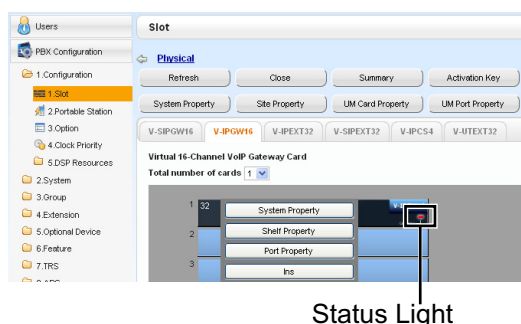 Users
Slot
PBX Configuration
Physical
1.Configuration
Refresh
Close
Summary
Activation Key
1.Slot
System Property
Site Property
UM Card Property
UM Port Property
2.Portable Station
3.Option
V-SIPGW16
V-IPGW16
V-IPEXT32
V-SIPEXT32
V-IPCS4
V-UTEXT32
4.Clock Priority
Virtual 16-Channel VoIP Gateway Card
5.DSP Resources
Total number of cards 1
2.System
3.Group
1
32
System Property
4.Extension
5.Optional Device
2
Shelf Property
6.Feature
Port Property
7.TRS
3
Ins
Status Light